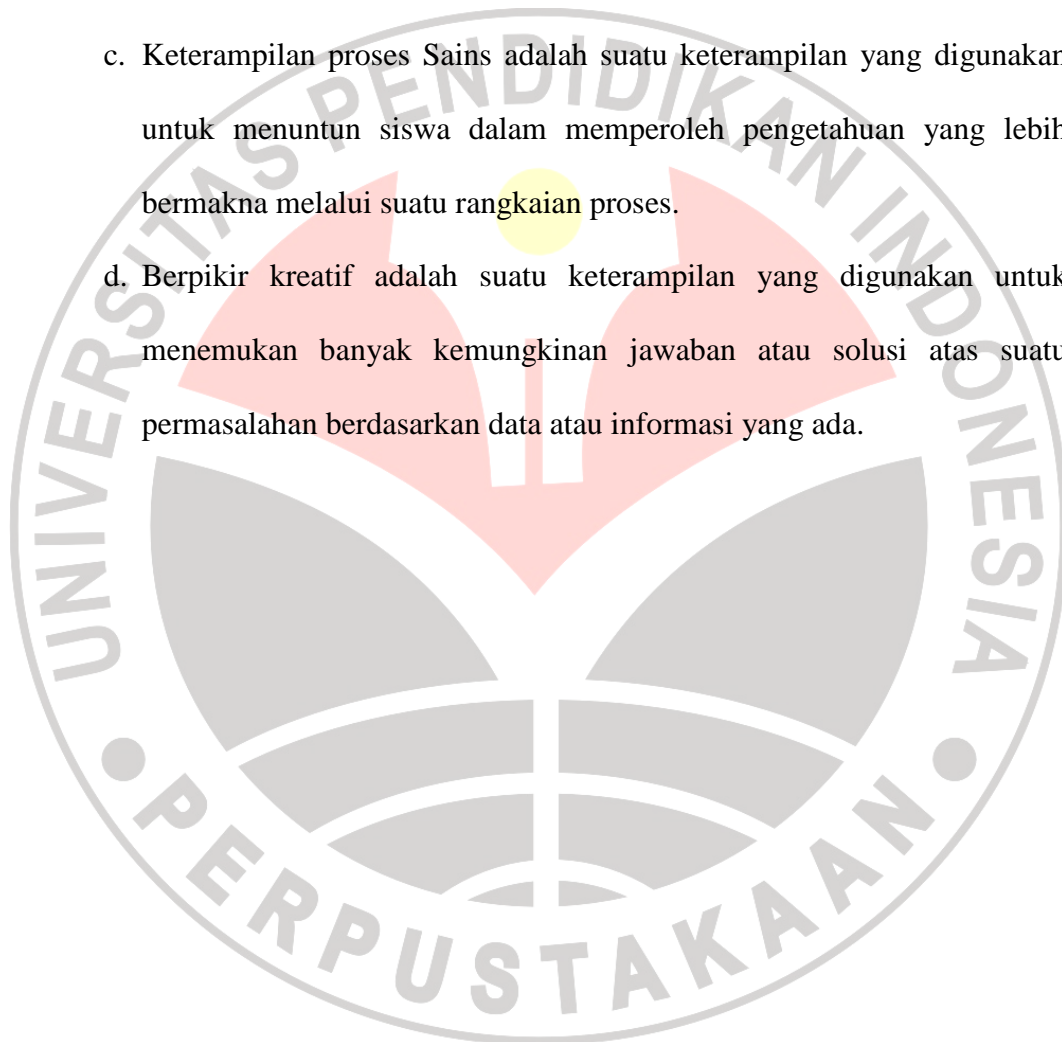 c. Keterampilan proses Sains adalah suatu keterampilan yang digunakan
untuk menuntun siswa dalam memperoleh pengetahuan yang lebih
bermakna melalui suatu rangkaian proses.
d. Berpikir kreatif adalah suatu keterampilan yang digunakan untuk
menemukan banyak kemungkinan jawaban atau solusi atas suatu
permasalahan berdasarkan data atau informasi yang ada.
UNIVERSITAS PENDIDIKAN INDONESIA
PERPUSTAKAAN